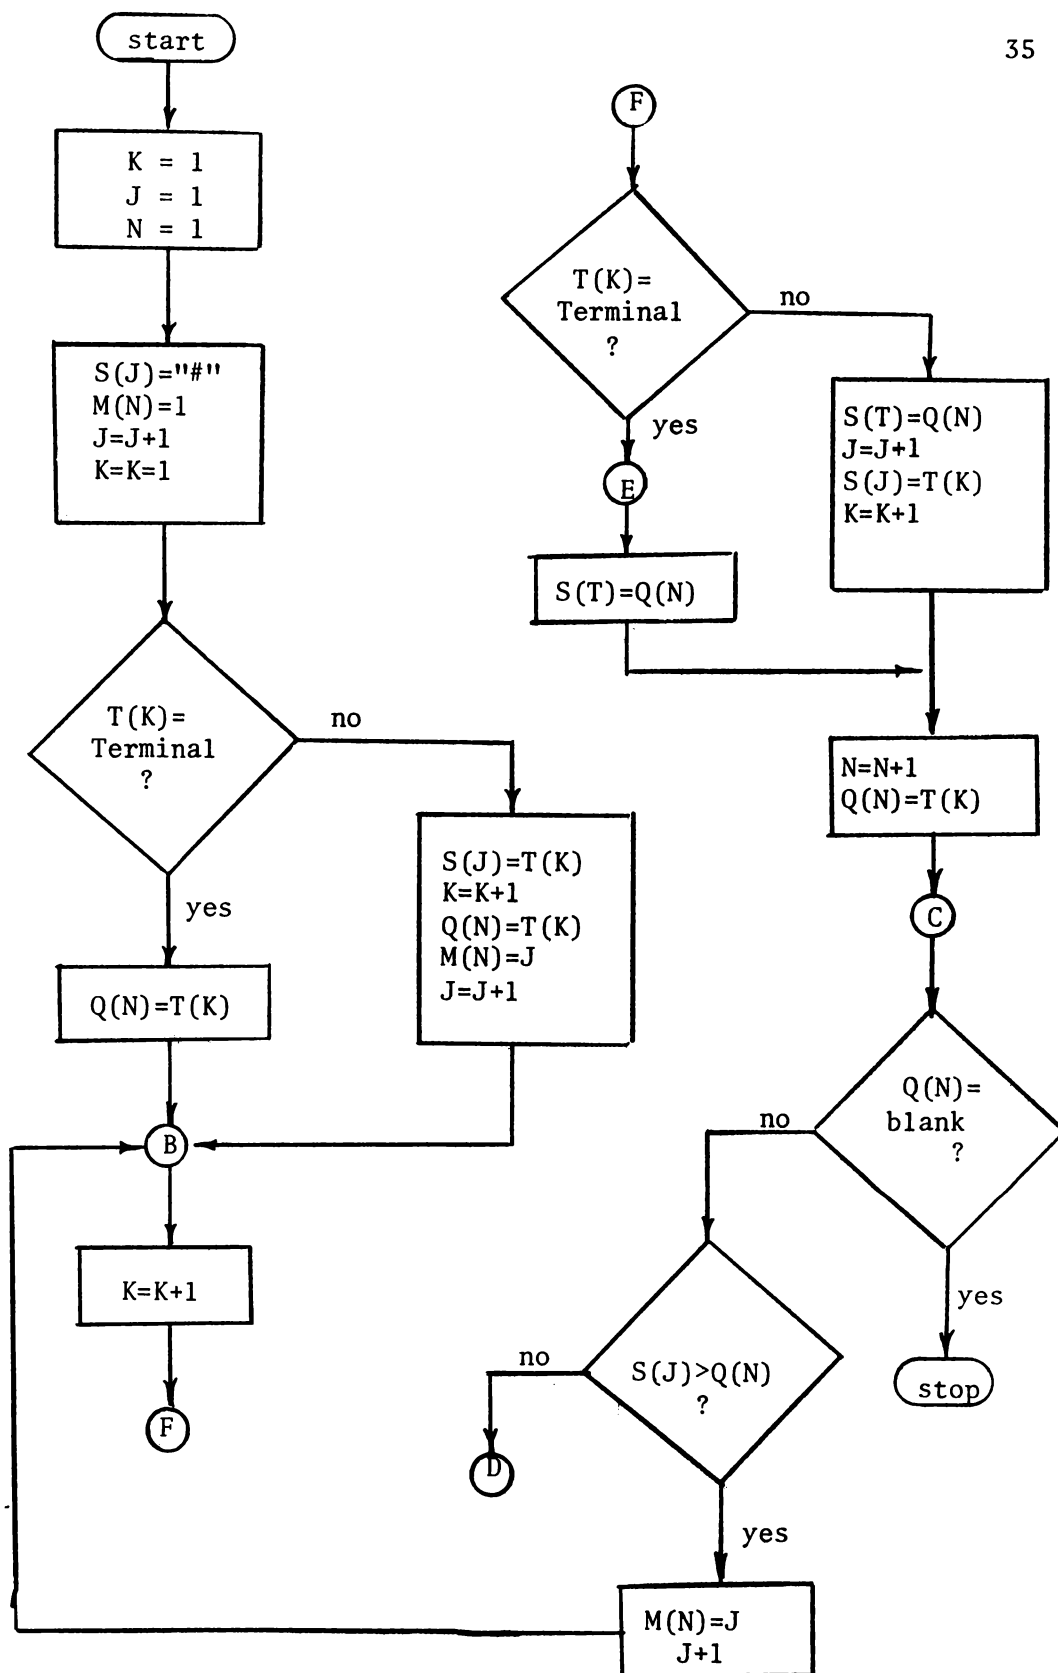 35
start
K = 1
J = 1
N = 1
S(J)="#"
M(N)=1
J=J+1
K=K=1
T(K)=
Terminal
?
no
yes
S(J)=T(K)
K=K+1
Q(N)=T(K)
M(N)=J
J=J+1
Q(N)=T(K)
B
K=K+1
F
F
T(K)=
Terminal
?
no
yes
S(T)=Q(N)
J=J+1
S(J)=T(K)
K=K+1
E
S(T)=Q(N)
N=N+1
Q(N)=T(K)
C
Q(N)=
blank
?
no
yes
stop
S(J)>Q(N)
?
no
D
yes
M(N)=J
J+1